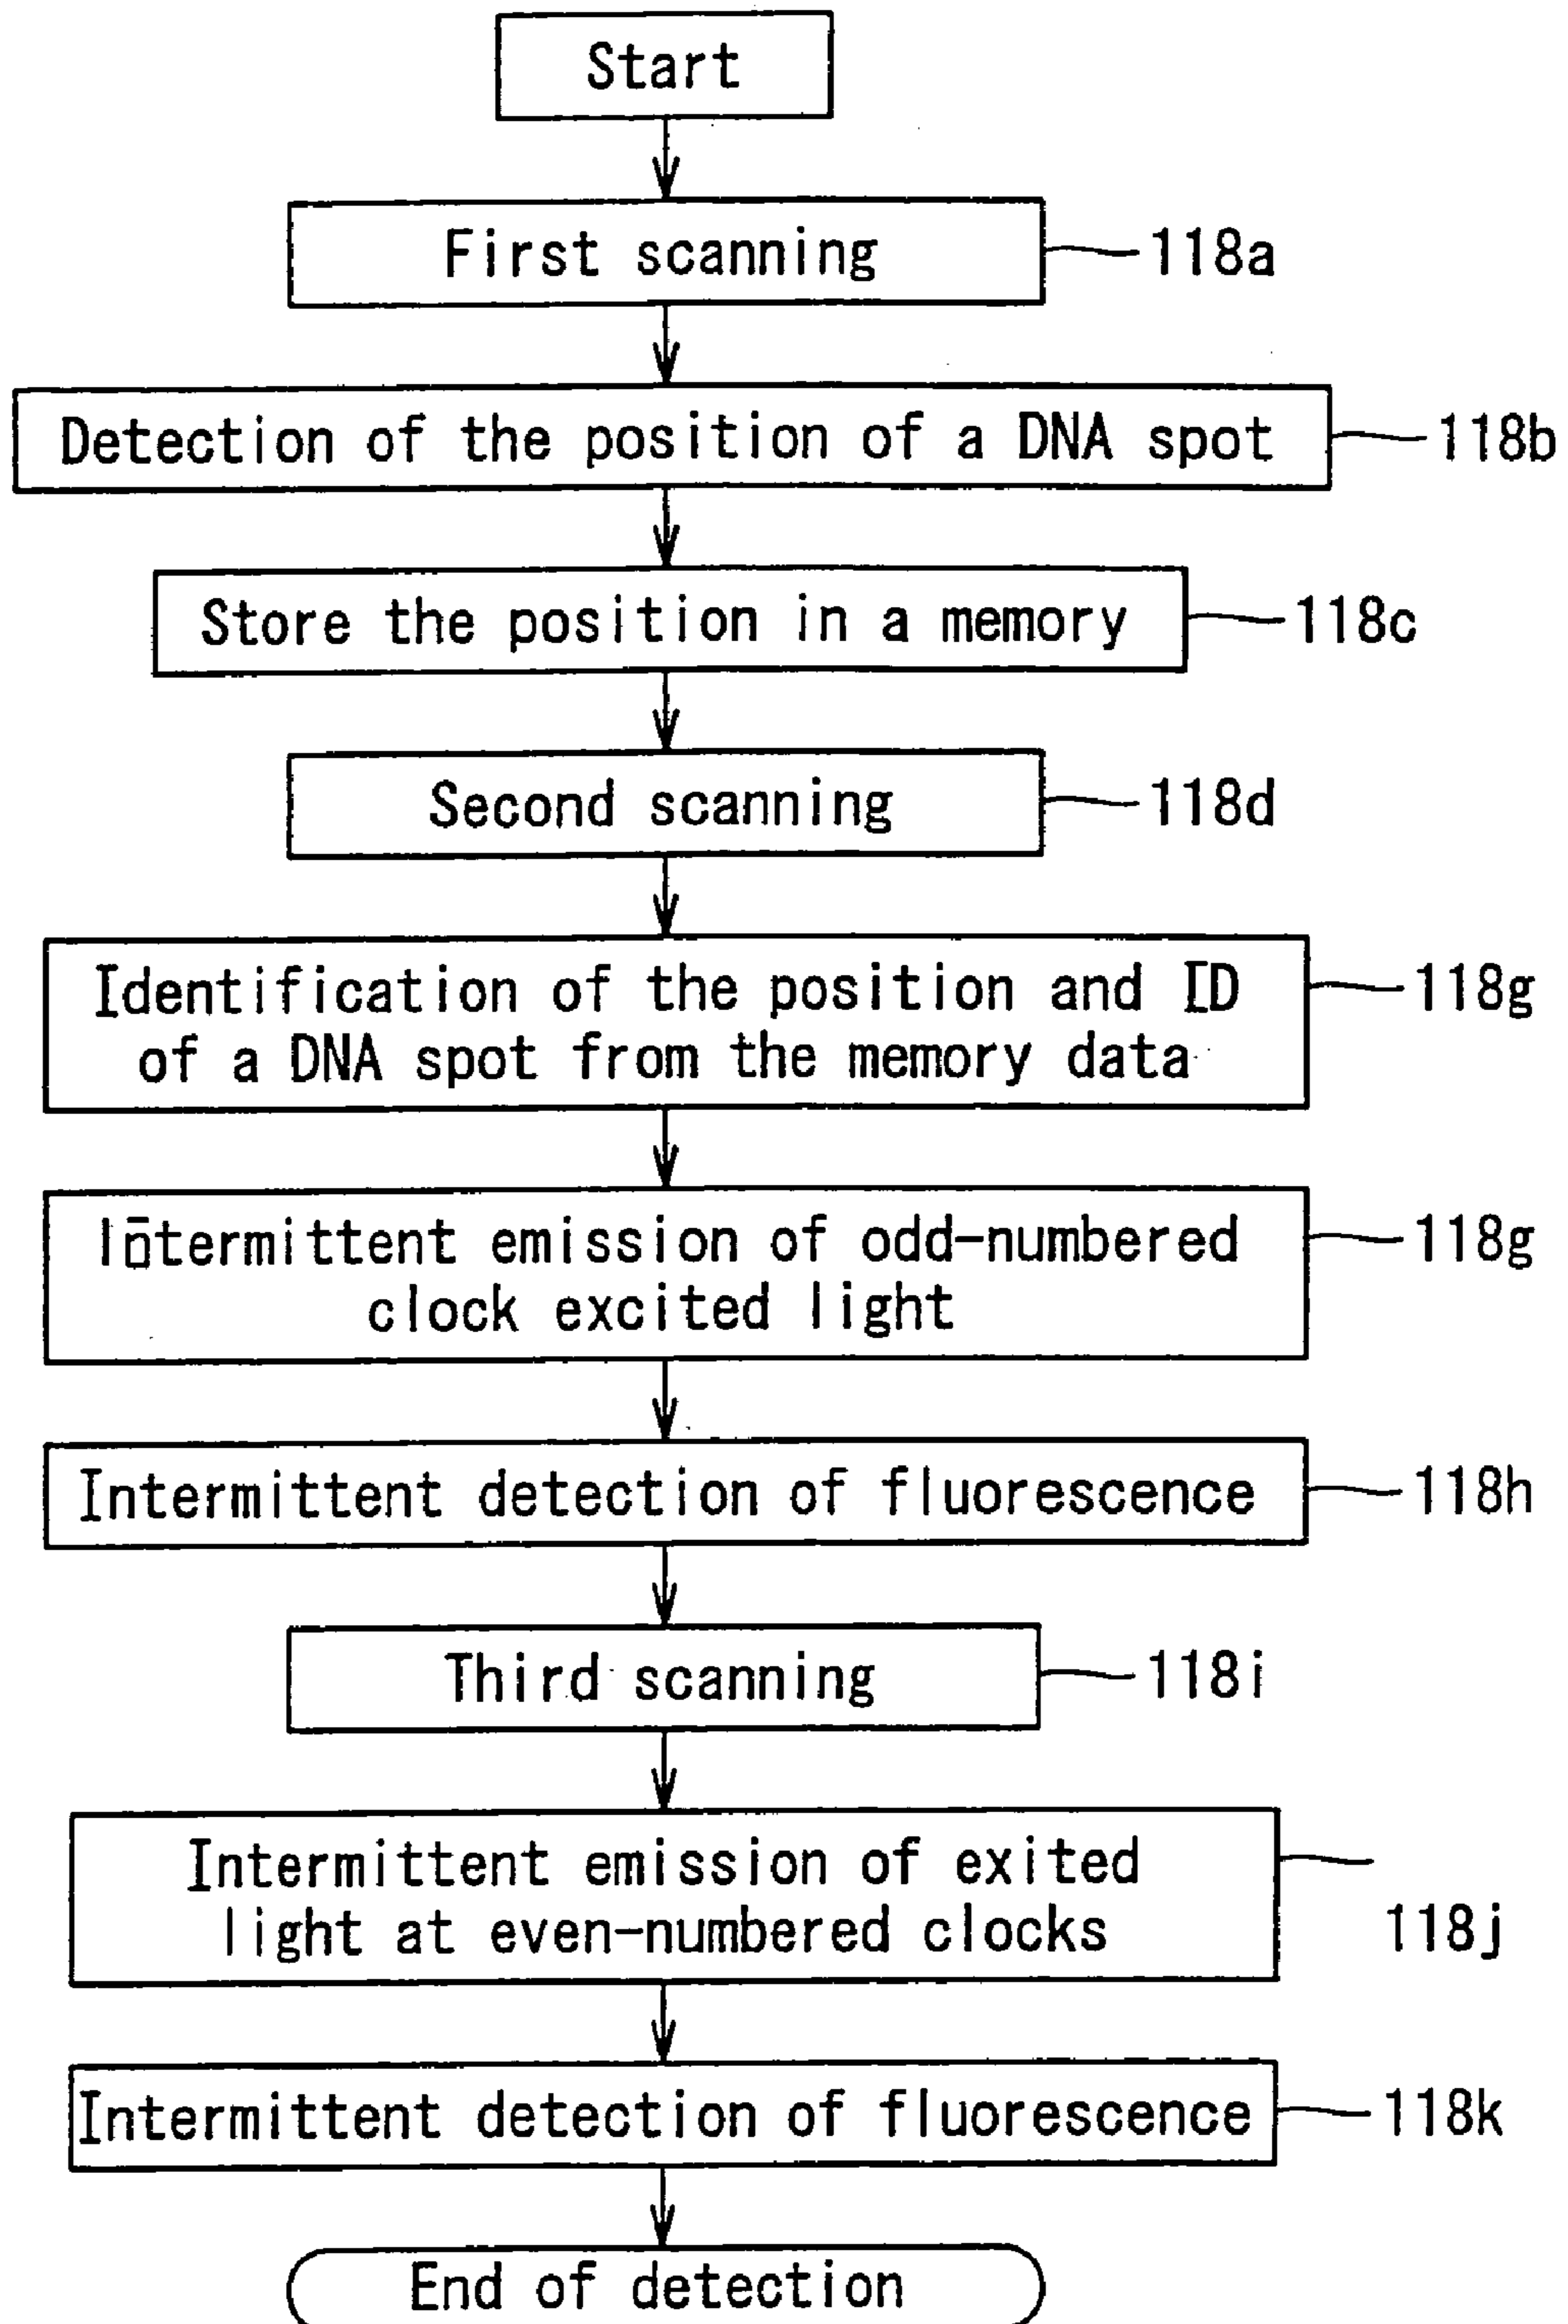 Start
First scanning
118a
Detection of the position of a DNA spot
118b
Store the position in a memory
118c
Second scanning
118d
Identification of the position and ID
118g
of a DNA spot from the memory data
Intermittent emission of odd-numbered
118g
clock excited light
Intermittent detection of fluorescence
118h
Third scanning
118i
Intermittent emission of exited
light at even-numbered clocks
118j
Intermittent detection of fluorescence
118k
End of detection